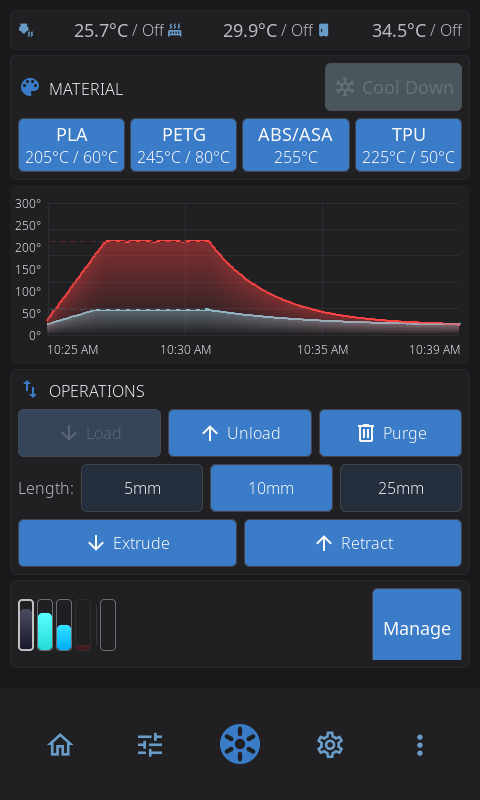 25.7°C / Off 29.9°C / Off 34.5°C / Off
MATERIAL
Cool Down
PLA
205°C / 60°C
PETG
245°C / 80°C
ABS/ASA
255°C
TPU
225°C / 50°C
300°
250°
200°
150°
100°
50°
0°
10:25 AM 10:30 AM 10:35 AM 10:39 AM
OPERATIONS
Load Unload Purge
Length: 5mm 10mm 25mm
Extrude Retract
Manage